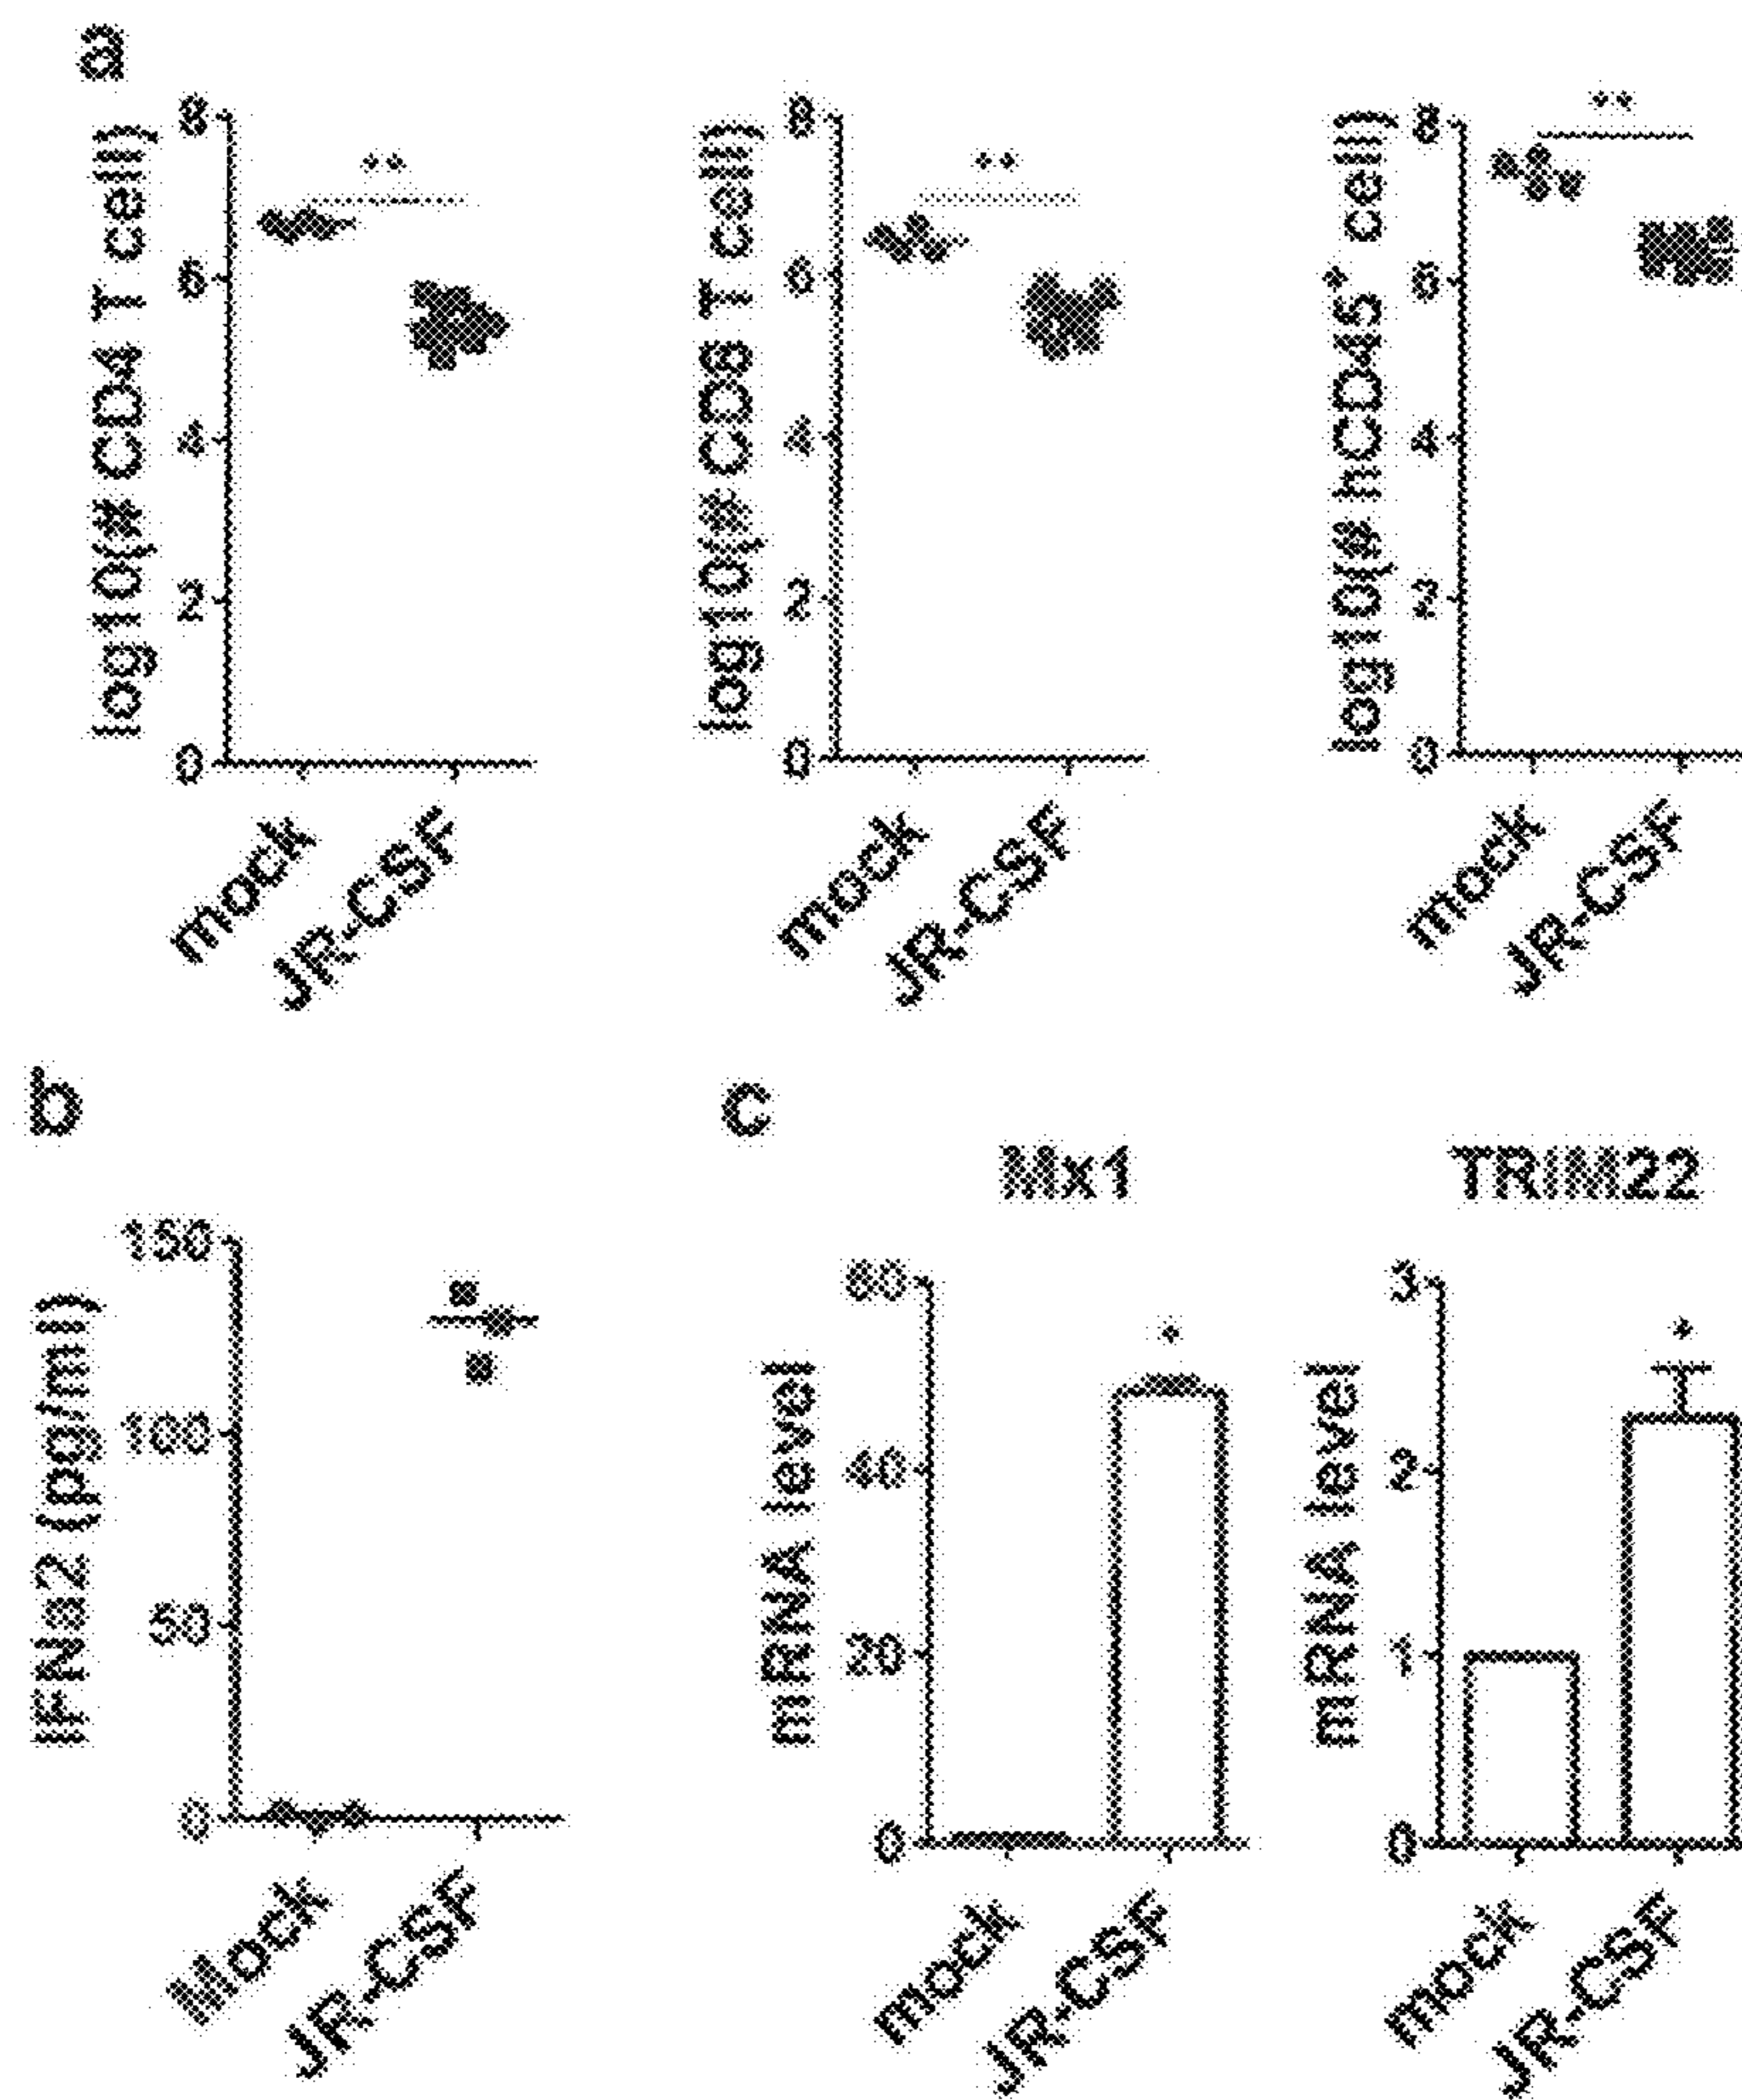 a
log10(# CD4 T cell)
8
6
4
2
0
**
mock
JR-CSF
log10(# CD8 T cell)
8
6
4
2
0
**
mock
JR-CSF
log10(# hCD45+ cell)
8
6
4
2
0
**
mock
JR-CSF
b
IFNa2 (pg/ml)
150
100
50
0
Mock
JR-CSF
c
Mx1
mRNA level
60
40
20
0
*
mock
JR-CSF
TRIM22
mRNA level
3
2
1
0
*
mock
JR-CSF